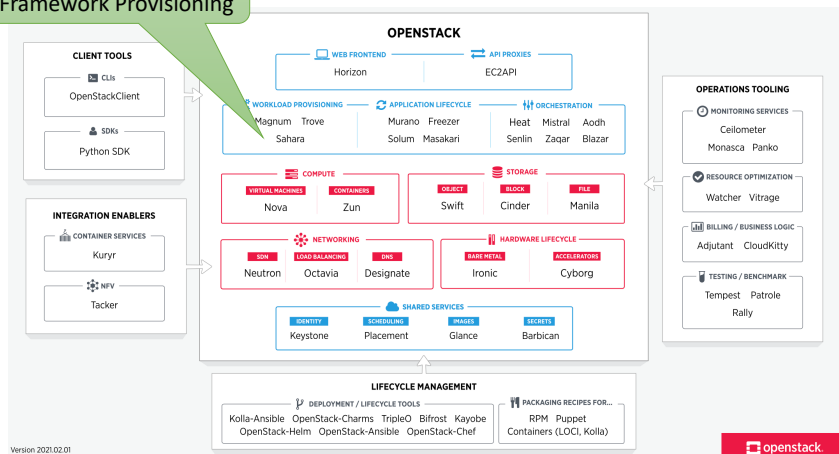 Framework Provisioning
OPENSTACK
CLIENT TOOLS
CLIs
OpenStackClient
SDKs
Python SDK
INTEGRATION ENABLERS
CONTAINER SERVICES
Kuryr
NFV
Tacker
WEB FRONTEND
Horizon
API PROXIES
EC2API
WORKLOAD PROVISIONING
Magnum Trove
Sahara
APPLICATION LIFECYCLE
Murano Freezer
Solum Masakari
ORCHESTRATION
Heat Mistral Aodh
Senlin Zaqar Blazar
COMPUTE
VIRTUAL MACHINES
Nova
CONTAINERS
Zun
STORAGE
OBJECT
Swift
BLOCK
Cinder
FILE
Manila
NETWORKING
SDN
Neutron
LOAD BALANCING
Octavia
DNS
Designate
HARDWARE LIFECYCLE
BARE METAL
Ironic
ACCELERATORS
Cyborg
SHARED SERVICES
IDENTITY
Keystone
SCHEDULING
Placement
IMAGES
Glance
SECRETS
Barbican
OPERATIONS TOOLING
MONITORING SERVICES
Ceilometer
Monasca Panko
RESOURCE OPTIMIZATION
Watcher Vitrage
BILLING / BUSINESS LOGIC
Adjutant CloudKitty
TESTING / BENCHMARK
Tempest Patrole
Rally
LIFECYCLE MANAGEMENT
DEPLOYMENT / LIFECYCLE TOOLS
Kolla-Ansible OpenStack-Charms TripleO Bifrost Kayobe
OpenStack-Helm OpenStack-Ansible OpenStack-Chef
PACKAGING RECIPES FOR...
RPM Puppet
Containers (LOCI, Kolla)
Version 2021.02.01
openstack.